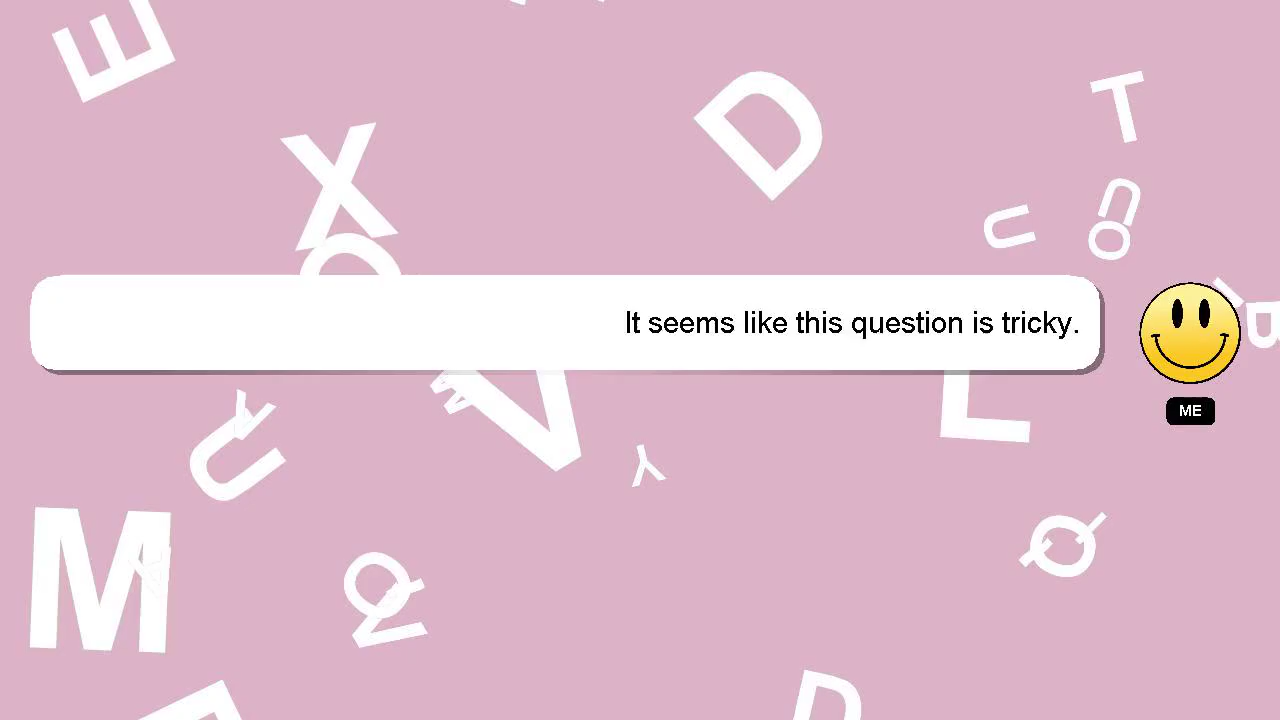 E
X
D
T
U
U
O
D
I
B
It seems like this question is tricky.
ME
M
V
L
Y
U
Y
M
Q
Z
D